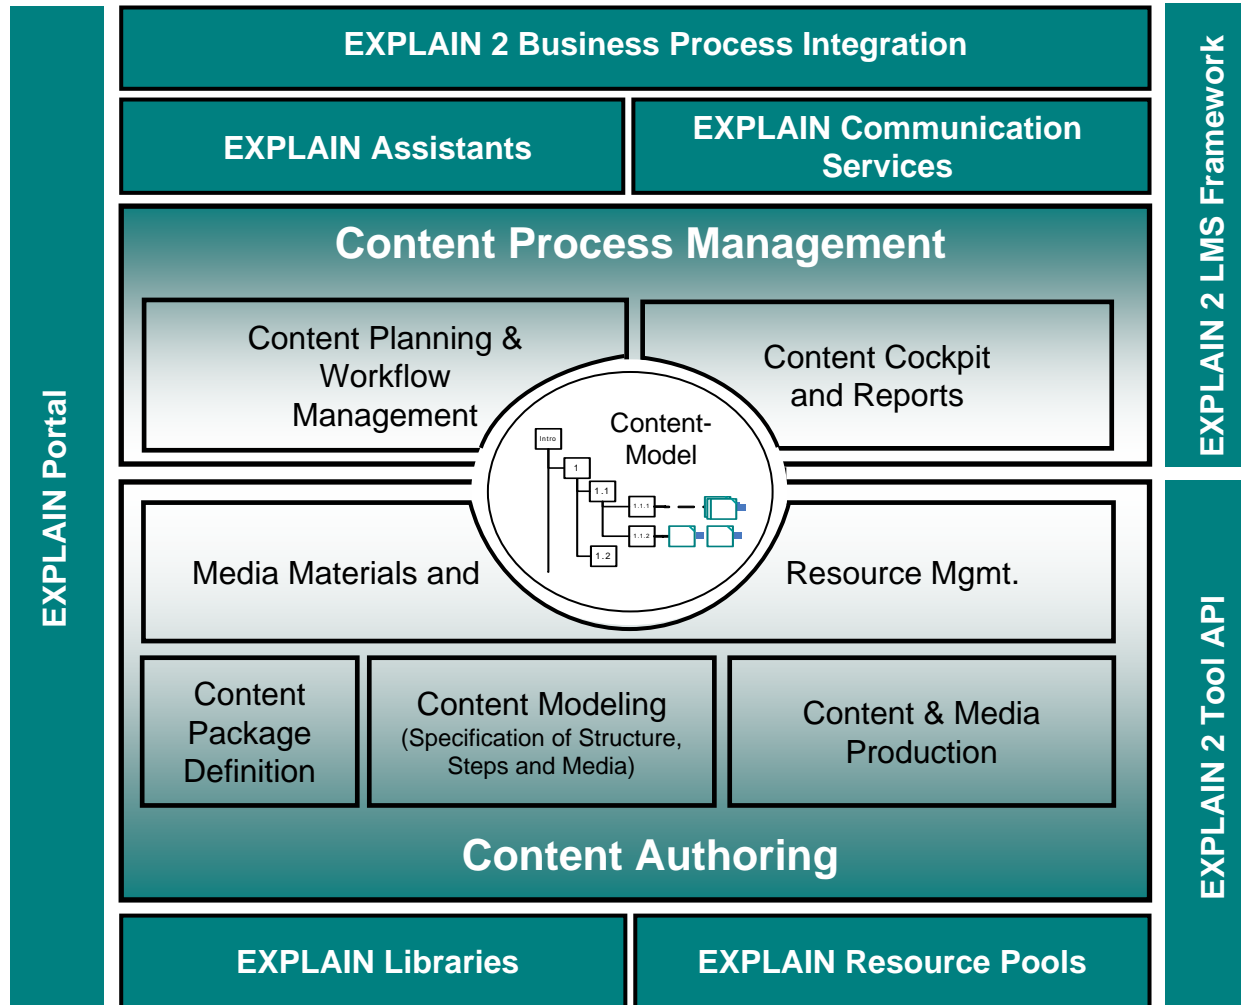 EXPLAIN 2 Business Process Integration
EXPLAIN Assistants
EXPLAIN Communication
Services
Content Process Management
Content Planning &
Workflow
Management
Content Cockpit
and Reports
Content-
Model
Intro
1
1.1
1.1.1
1.1.2
1.2
Media Materials and
Resource Mgmt.
Content
Package
Definition
Content Modeling
(Specification of Structure,
Steps and Media)
Content & Media
Production
Content Authoring
EXPLAIN Libraries
EXPLAIN Resource Pools
EXPLAIN Portal
EXPLAIN 2 LMS Framework
EXPLAIN 2 Tool API